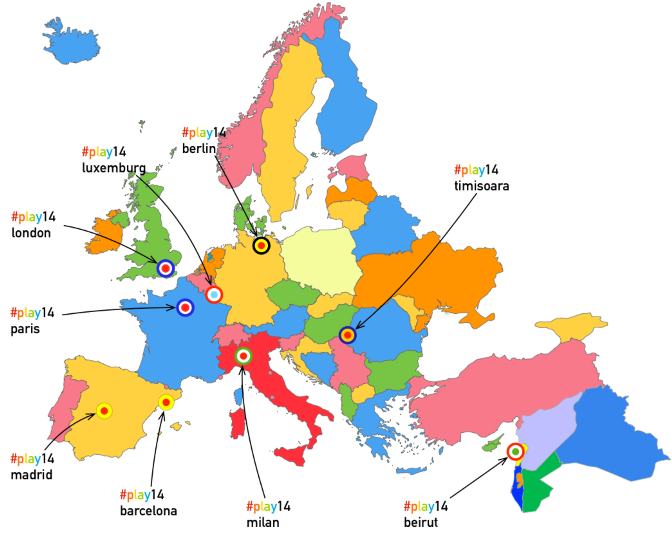 #play14
berlin
#play14
luxemburg
#play14
timisoara
#play14
london
#play14
paris
#play14
madrid
#play14
barcelona
#play14
milan
#play14
beirut